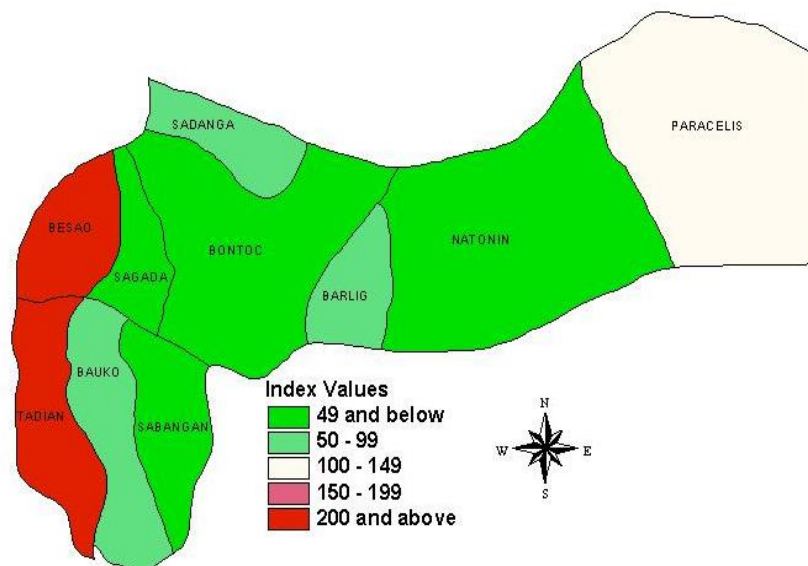 PARACELIS
SADANGA
BESAO
BONTOC
NATONIN
SAGADA
BARLIG
BAUKO
TADIAN
SABANGAN
Index Values
49 and below
50 - 99
100 - 149
150 - 199
200 and above
N
W
E
S